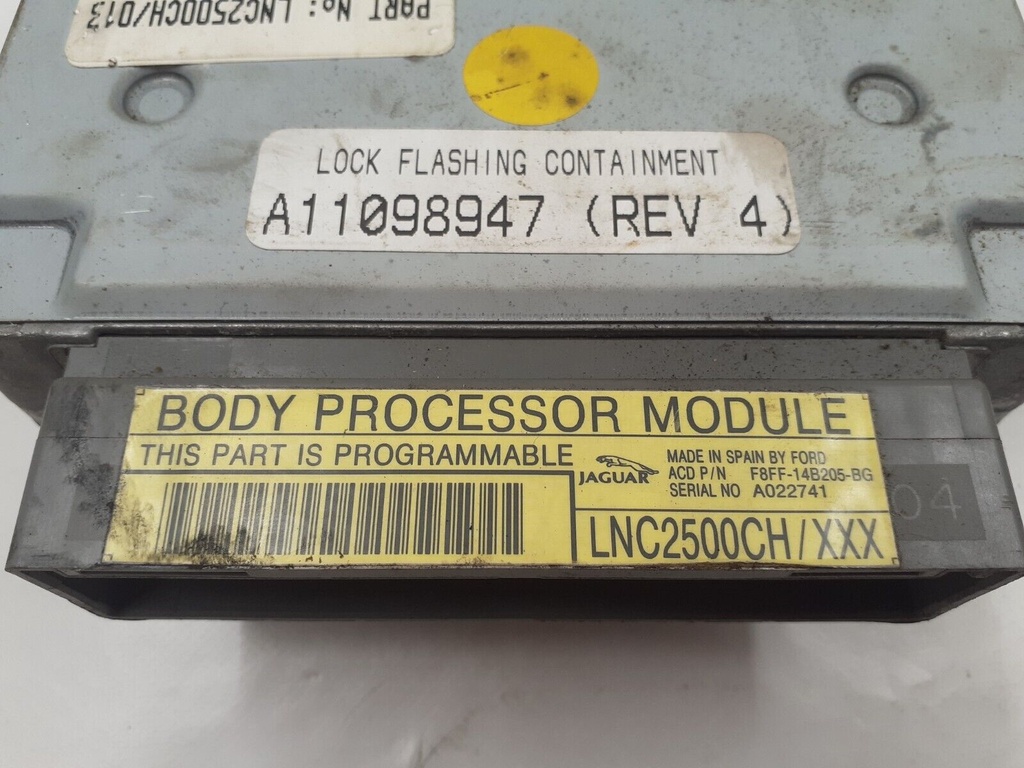 PART No: LNC2500CH/013
LOCK FLASHING CONTAINMENT
A11098947 (REV 4)
BODY PROCESSOR MODULE
THIS PART IS PROGRAMMABLE
JAGUAR
MADE IN SPAIN BY FORD
ACD P/N F8FF-14B205-BG
SERIAL NO A022741
LNC2500CH/XXX
04